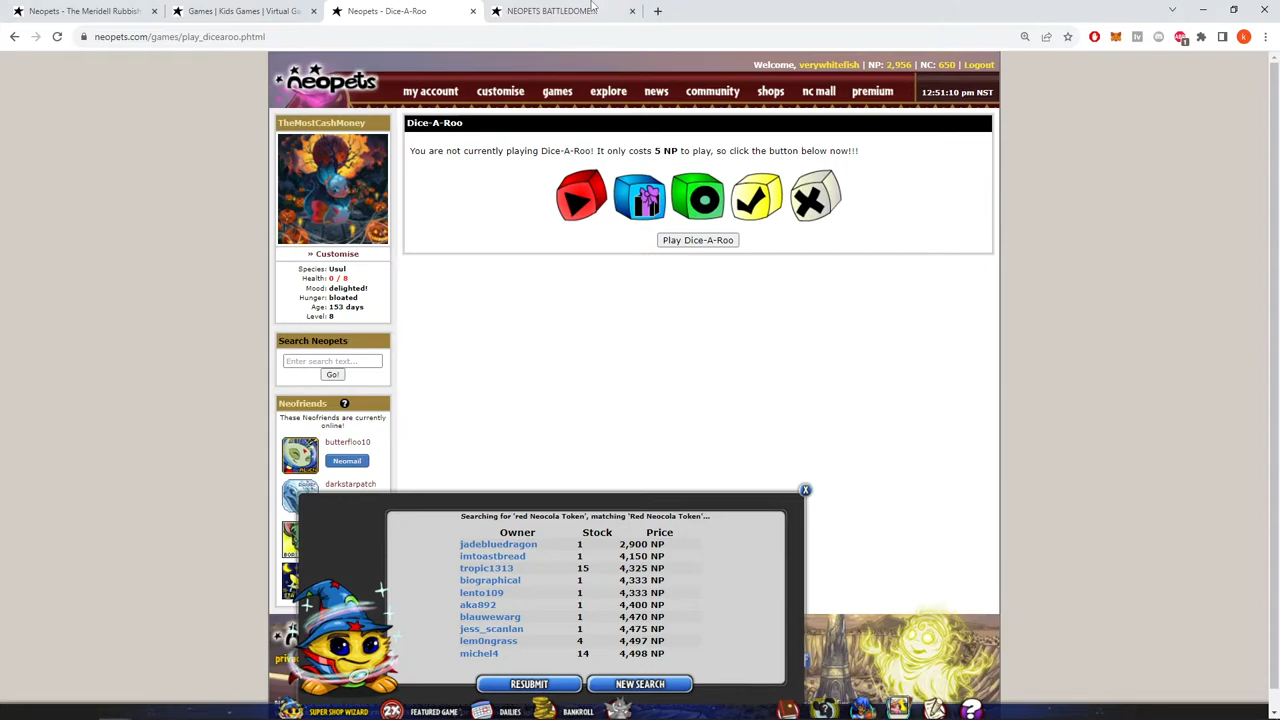 Neopets - The Meridell Rubbish
Games | Kids Games | Virtual G
Neopets - Dice-A-Roo
NEOPETS BATTLEDOME!
neopets.com/games/play_dicearoo.phtml
Welcome, verywhitefish | NP: 2,956 | NC: 650 | Logout
neopets
my account
customise
games
explore
news
community
shops
nc mall
premium
12:51:10 pm NST
TheMostCashMoney
» Customise
Species: Usul
Health: 0 / 8
Mood: delighted!
Hunger: bloated
Age: 153 days
Level: 8
Dice-A-Roo
You are not currently playing Dice-A-Roo! It only costs 5 NP to play, so click the button below now!!!
Play Dice-A-Roo
Search Neopets
Enter search text...
Go!
Neofriends ?
These Neofriends are currently
online!
butterfloo10
Neomail
darkstarpatch
ALIEN
X
Searching for 'red Neocola Token', matching 'Red Neocola Token'...
Owner Stock Price
jadebluedragon 1 2,900 NP
imtoastbread 1 4,150 NP
tropic1313 15 4,325 NP
biographical 1 4,333 NP
lento109 1 4,333 NP
aka892 1 4,400 NP
blauwewarg 1 4,470 NP
jess_scanlan 1 4,475 NP
lem0ngrass 4 4,497 NP
michel4 14 4,498 NP
RESUBMIT
NEW SEARCH
SUPER SHOP WIZARD
2X
FEATURED GAME
DAILIES
BANKROLL